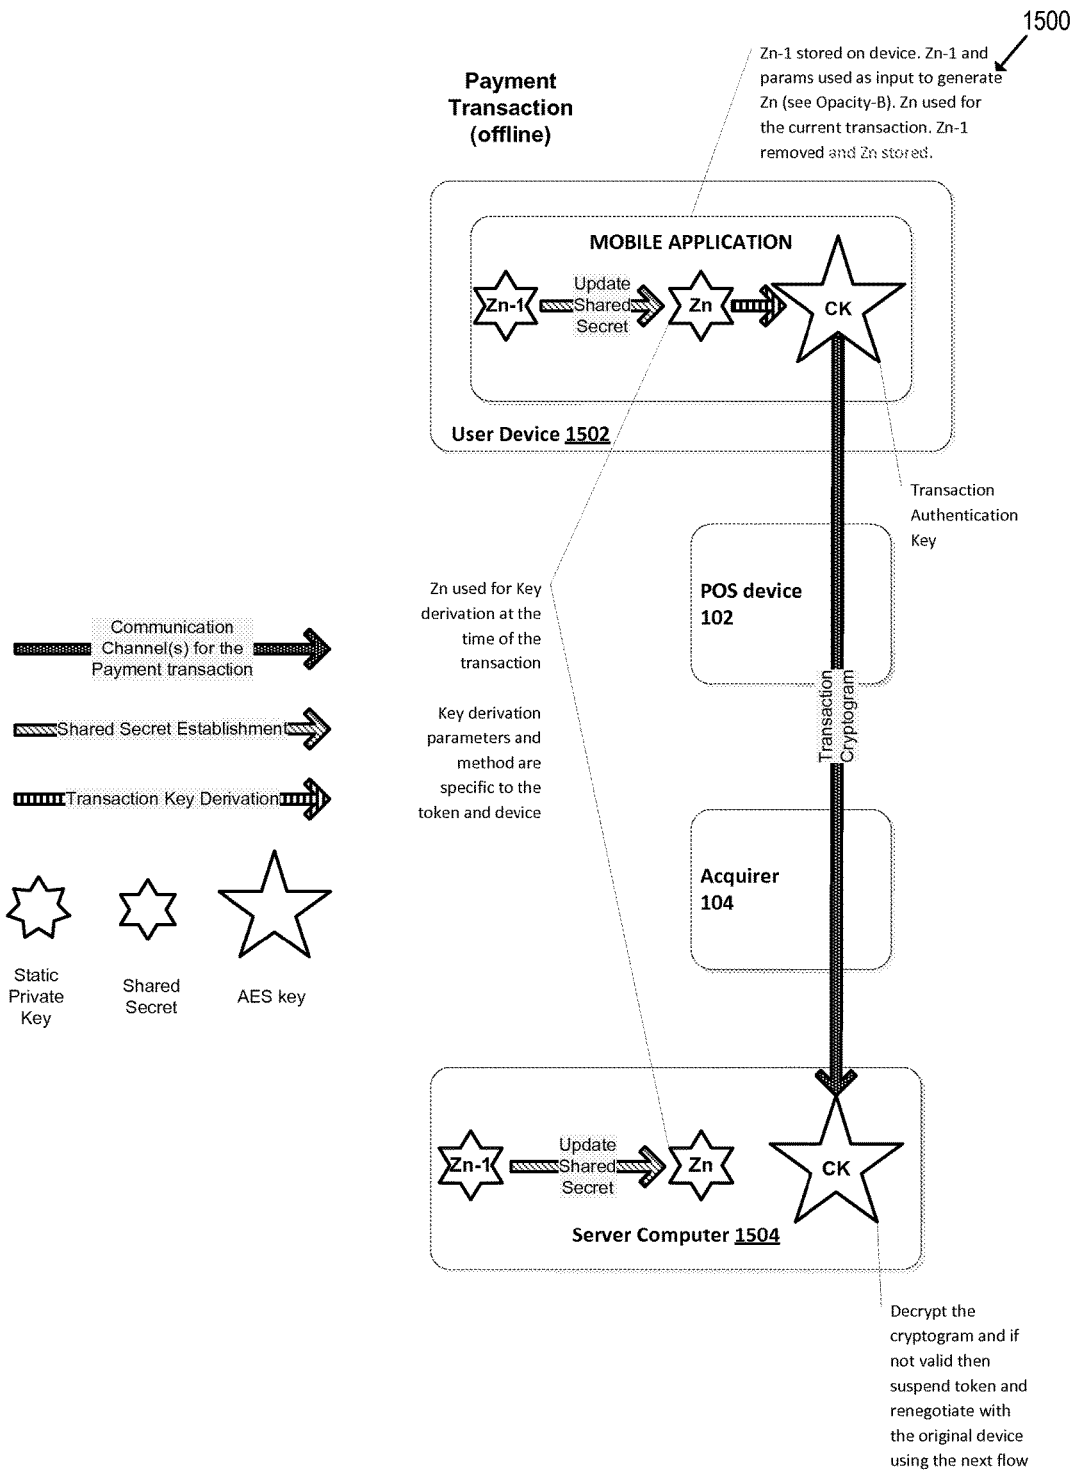 1500
Zn-1 stored on device. Zn-1 and
params used as input to generate
Zn (see Opacity-B). Zn used for
the current transaction. Zn-1
removed and Zn stored.
Payment
Transaction
(offline)
MOBILE APPLICATION
Zn-1
Update
Shared
Secret
Zn
CK
User Device 1502
Transaction
Authentication
Key
POS device
102
Zn used for Key
derivation at the
time of the
transaction
Key derivation
parameters and
method are
specific to the
token and device
Communication
Channel(s) for the
Payment transaction
Shared Secret Establishment
Transaction Key Derivation
Transaction
Cryptogram
Static
Private
Key
Shared
Secret
AES key
Acquirer
104
Zn-1
Update
Shared
Secret
Zn
CK
Server Computer 1504
Decrypt the
cryptogram and if
not valid then
suspend token and
renegotiate with
the original device
using the next flow